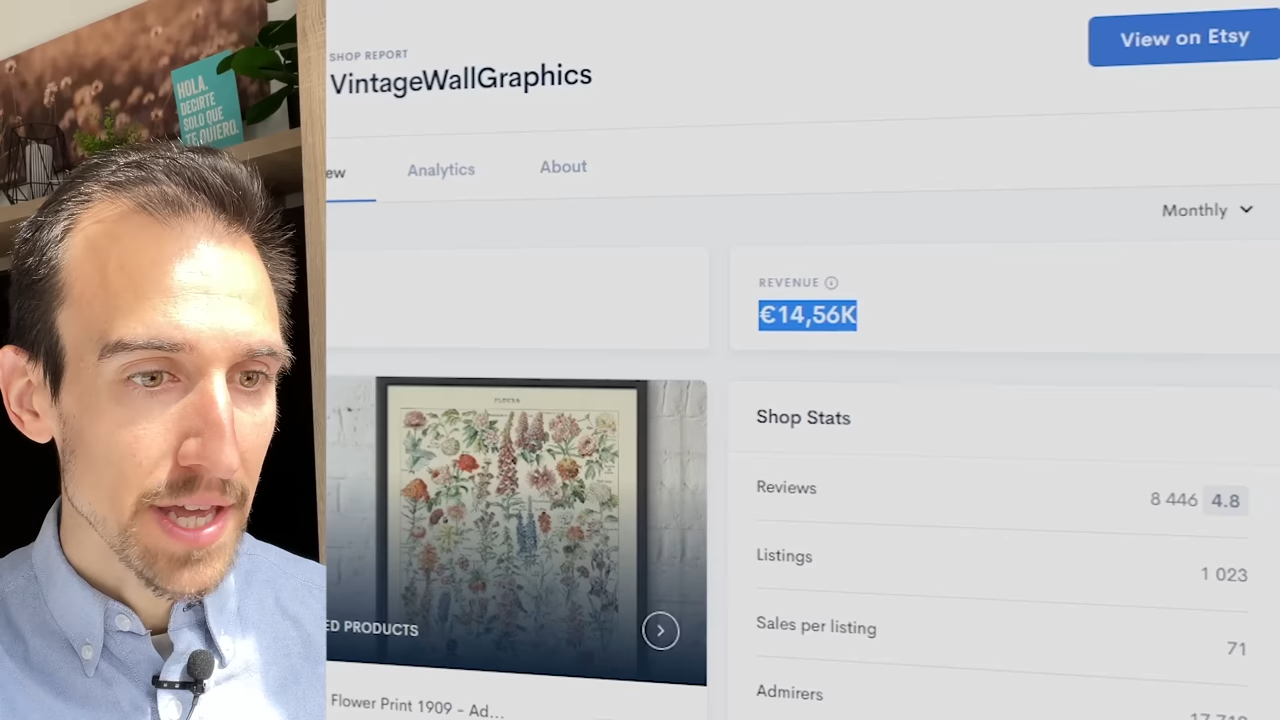 HOLA.
DECIRTE
SOLO QUE
TE QUIERO.
SHOP REPORT
VintageWallGraphics
View on Etsy
ew
Analytics
About
Monthly
REVENUE
€14,56K
Shop Stats
Reviews
8 446 4.8
Listings
1 023
Sales per listing
71
Admirers
ED PRODUCTS
Flower Print 1909 - Ad...